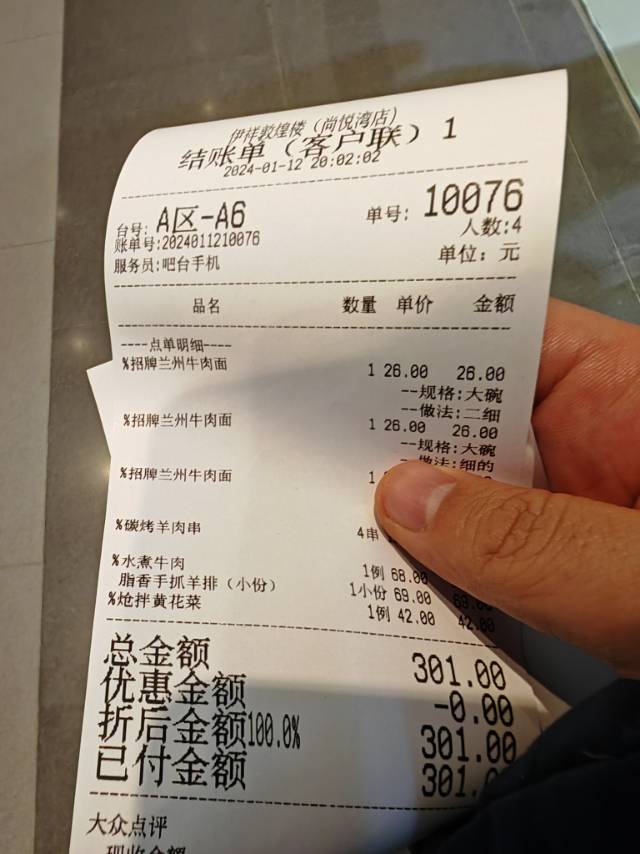 伊祥敦煌楼（尚悦湾店）
结账单（客户联）1
2024-01-12 20:02:02
台号: A区-A6 单号: 10076
账单号:2024011210076 人数:4
服务员:吧台手机 单位: 元
品名 数量 单价 金额
----点单明细----
%招牌兰州牛肉面 1 26.00 26.00
--规格:大碗
--做法:二细
%招牌兰州牛肉面 1 26.00 26.00
--规格:大碗
--做法:细的
%招牌兰州牛肉面 1
%碳烤羊肉串 4串
%水煮牛肉 1例 68.00
脂香手抓羊排（小份） 1小份 69.00 69.00
%炝拌黄花菜 1例 42.00 42.00
总金额 301.00
优惠金额 -0.00
折后金额100.0% 301.00
已付金额 301.0
大众点评
现收金额